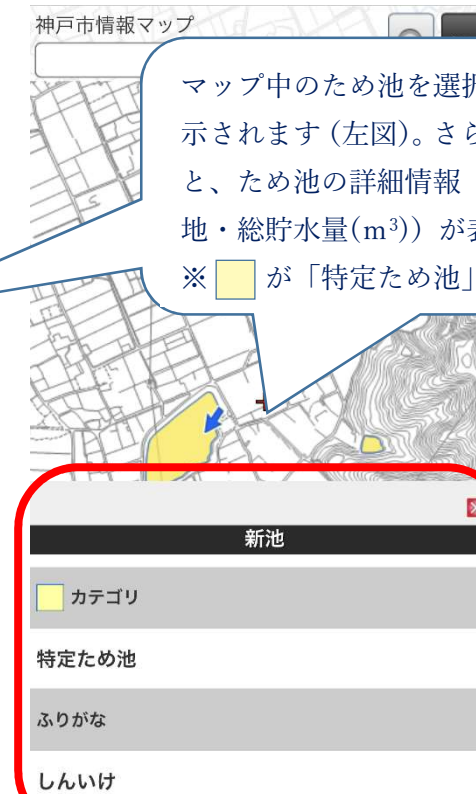 神戸市情報マップ
マップ中のため池を選
示されます(左図)。さ
と、ため池の詳細情報
地・総貯水量(m³))が
※ が「特定ため池」
新池
カテゴリ
特定ため池
ふりがな
しんいけ